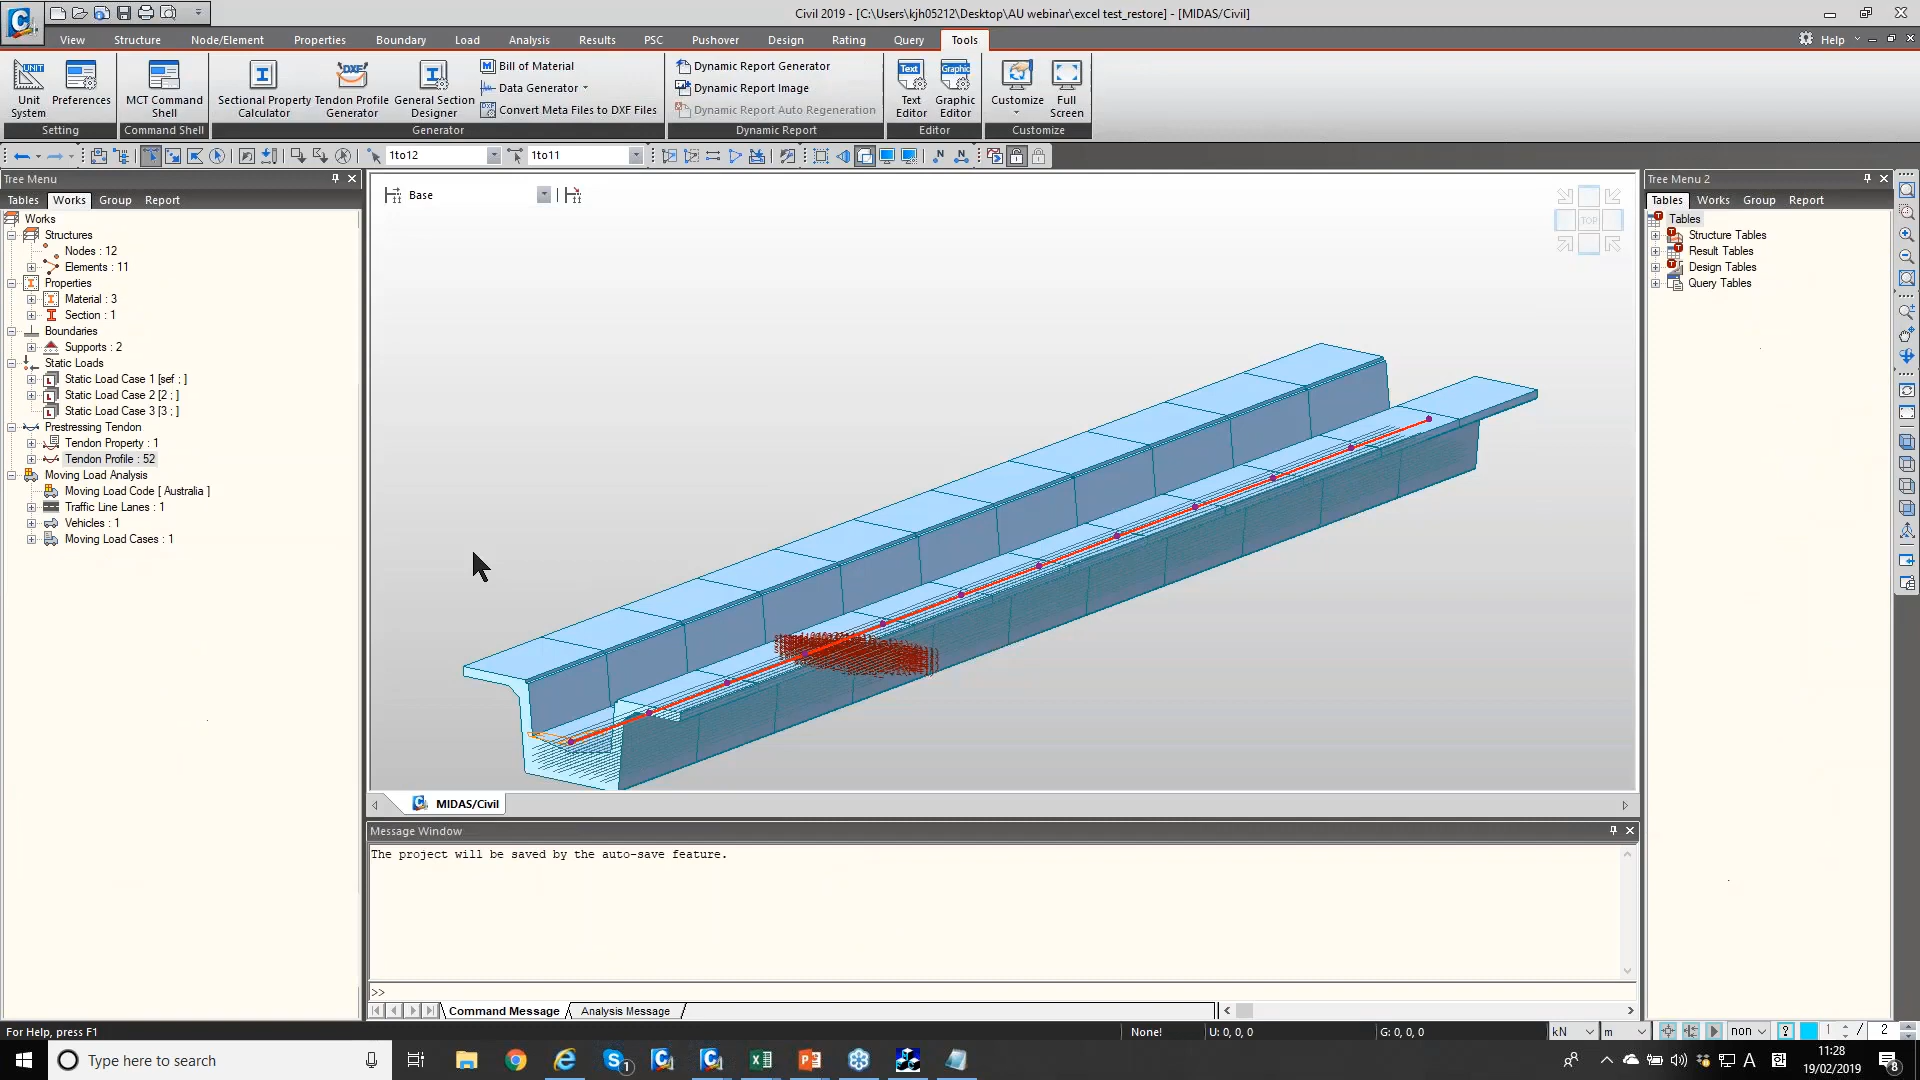 Civil 2019 - [C:\Users\kjh05212\Desktop\AU webinar\excel test_restore] - [MIDAS/Civil]
View Structure Node/Element Properties Boundary Load Analysis Results PSC Pushover Design Rating Query Tools Help
Unit System
Preferences
Setting
MCT Command Shell
Command Shell
Sectional Property Calculator
Tendon Profile Generator
General Section Designer
Bill of Material
Data Generator
Convert Meta Files to DXF Files
Generator
Dynamic Report Generator
Dynamic Report Image
Dynamic Report Auto Regeneration
Dynamic Report
Text Editor
Graphic Editor
Editor
Customize
Full Screen
Customize
1to12 1to11
Tree Menu
Tables Works Group Report
Works
Structures
Nodes : 12
Elements : 11
Properties
Material : 3
Section : 1
Boundaries
Supports : 2
Static Loads
Static Load Case 1 [sef ; ]
Static Load Case 2 [2 ; ]
Static Load Case 3 [3 ; ]
Prestressing Tendon
Tendon Property : 1
Tendon Profile : 52
Moving Load Analysis
Moving Load Code [ Australia ]
Traffic Line Lanes : 1
Vehicles : 1
Moving Load Cases : 1
Base
TOP
MIDAS/Civil
Message Window
The project will be saved by the auto-save feature.
>>
Command Message Analysis Message
Tree Menu 2
Tables Works Group Report
Tables
Structure Tables
Result Tables
Design Tables
Query Tables
For Help, press F1 None! U: 0, 0, 0 G: 0, 0, 0 kN m non 1 / 2
Type here to search
A
11:28
19/02/2019
8